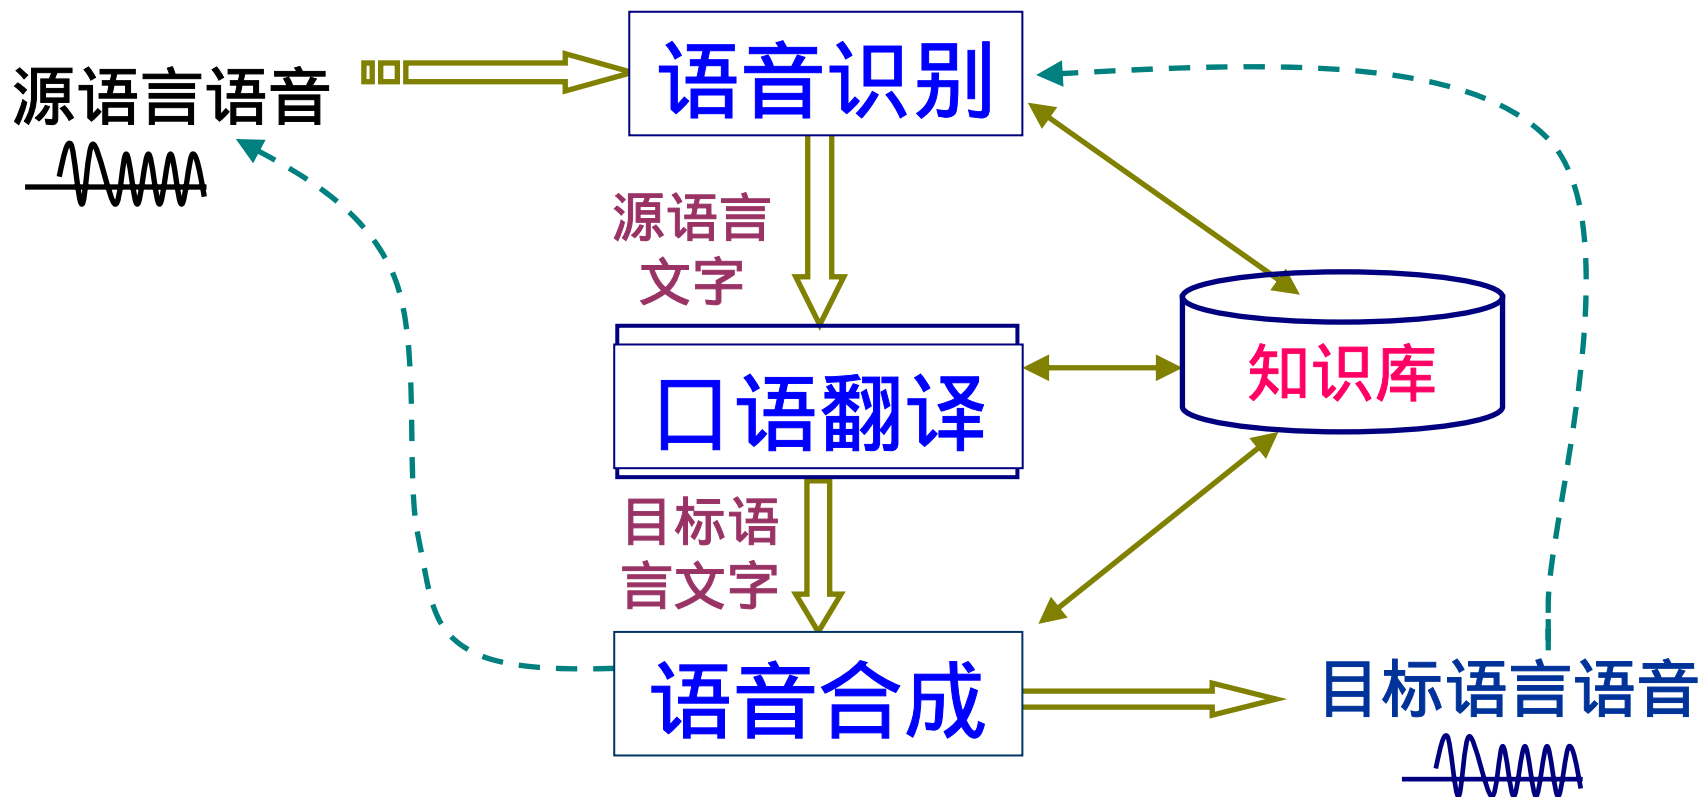 语音识别
源语言语音
源语言
文字
知识库
口语翻译
目标语
言文字
语音合成
目标语言语音